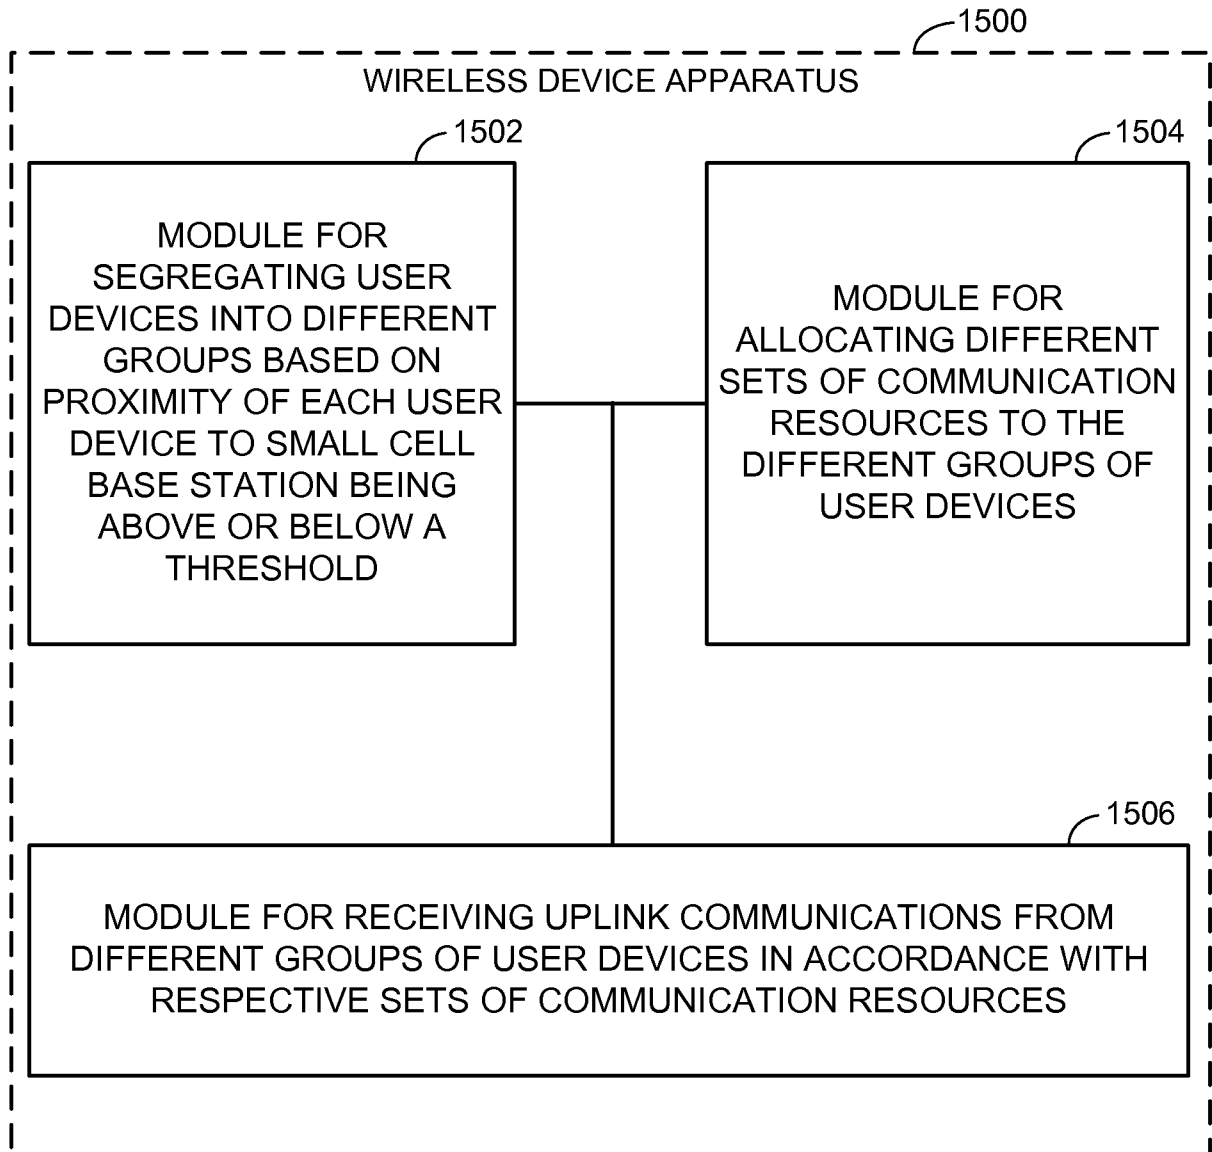 1500
WIRELESS DEVICE APPARATUS
1502
MODULE FOR
SEGREGATING USER
DEVICES INTO DIFFERENT
GROUPS BASED ON
PROXIMITY OF EACH USER
DEVICE TO SMALL CELL
BASE STATION BEING
ABOVE OR BELOW A
THRESHOLD
1504
MODULE FOR
ALLOCATING DIFFERENT
SETS OF COMMUNICATION
RESOURCES TO THE
DIFFERENT GROUPS OF
USER DEVICES
1506
MODULE FOR RECEIVING UPLINK COMMUNICATIONS FROM
DIFFERENT GROUPS OF USER DEVICES IN ACCORDANCE WITH
RESPECTIVE SETS OF COMMUNICATION RESOURCES